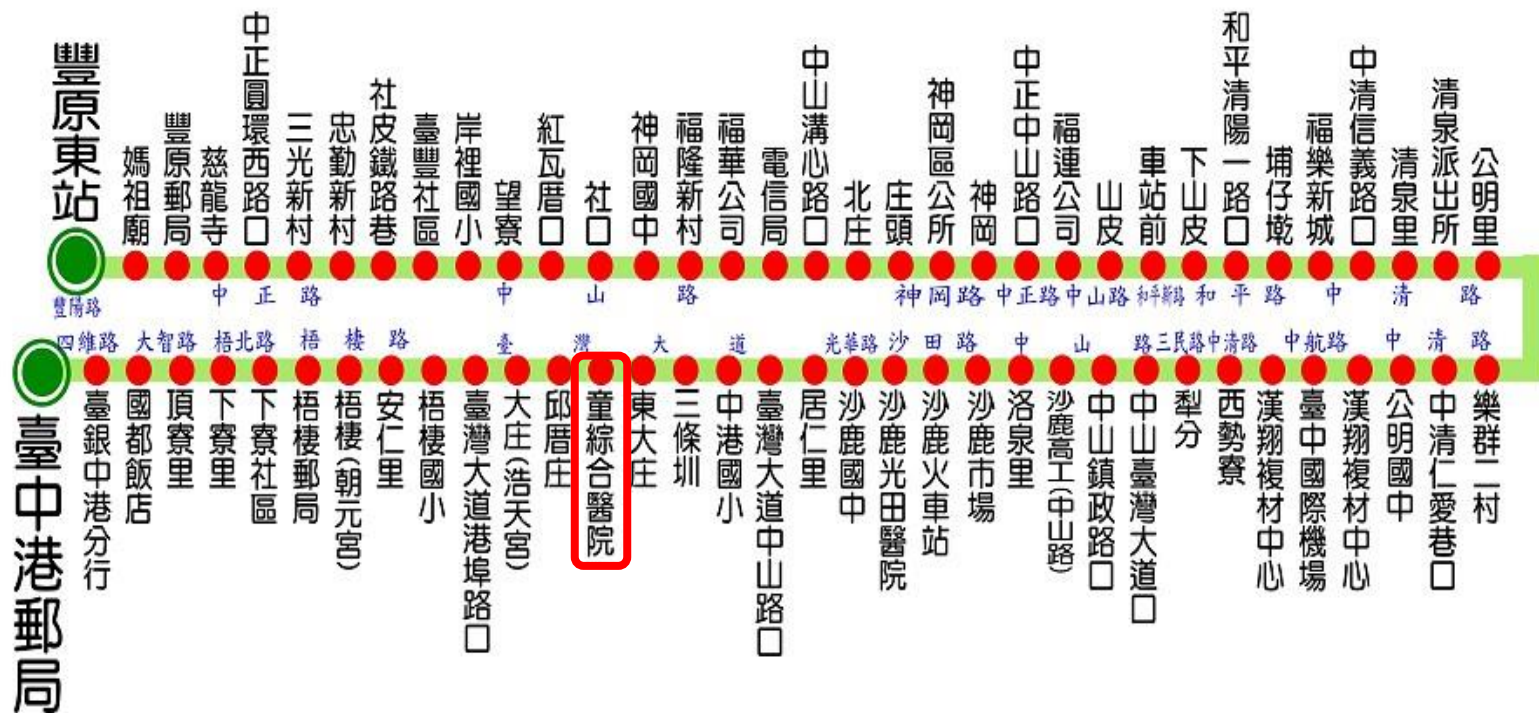 豐原東站
媽祖廟
豐原郵局
慈龍寺
中正圓環西路口
三光新村
忠勤新村
社皮鐵路巷
臺豐社區
岸裡國小
望寮
紅瓦厝口
社口
神岡國中
福隆新村
福華公司
電信局
中山溝心路口
北庄
庄頭
神岡區公所
神岡
中正中山路口
福連公司
山皮
車站前
下山皮
和平清陽一路口
埔仔墘
福樂新城
中清信義路口
清泉里
清泉派出所
公明里
豐陽路
中正路
中山路
神岡路
中正路
中山路
和平路
中清路
四維路
大智路
梧北路
梧棲路
臺灣大道
光華路
沙田路
中山路
三民路
中清路
中航路
中清路
臺中港郵局
臺銀中港分行
國都飯店
頂寮里
下寮里
下寮社區
梧棲郵局
梧棲(朝元宮)
安仁里
梧棲國小
臺灣大道港埠路口
大庄(浩天宮)
邱厝庄
童綜合醫院
東大庄
三條圳
中港國小
臺灣大道中山路口
居仁里
沙鹿國中
沙鹿光田醫院
沙鹿火車站
沙鹿市場
洛泉里
沙鹿高工(中山路)
中山鎮政路口
中山臺灣大道口
犁分
西勢寮
漢翔複材中心
臺中國際機場
漢翔複材中心
公明國中
中清仁愛巷口
樂群二村